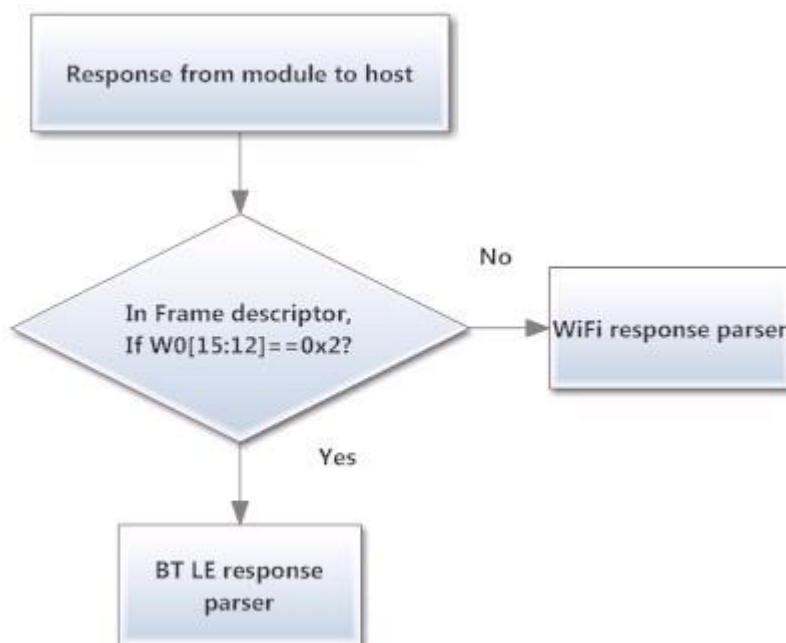 Response from module to host
In Frame descriptor,
If W0[15:12]==0x2?
No
WiFi response parser
Yes
BT LE response
parser